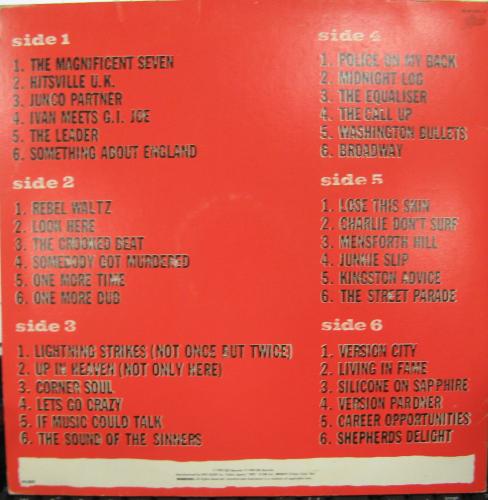 side 1
1. THE MAGNIFICENT SEVEN
2. HITSVILLE U.K.
3. JUNCO PARTNER
4. IVAN MEETS G.I. JOE
5. THE LEADER
6. SOMETHING ABOUT ENGLAND
side 2
1. REBEL WALTZ
2. LOOK HERE
3. THE CROOKED BEAT
4. SOMEBODY GOT MURDERED
5. ONE MORE TIME
6. ONE MORE DUB
side 3
1. LIGHTNING STRIKES (NOT ONCE BUT TWICE)
2. UP IN HEAVEN (NOT ONLY HERE)
3. CORNER SOUL
4. LETS GO CRAZY
5. IF MUSIC COULD TALK
6. THE SOUND OF THE SINNERS
side 4
1. POLICE ON MY BACK
2. MIDNIGHT LOG
3. THE EQUALISER
4. THE CALL UP
5. WASHINGTON BULLETS
6. BROADWAY
side 5
1. LOSE THIS SKIN
2. CHARLIE DON'T SURF
3. MENSFORTH HILL
4. JUNKIE SLIP
5. KINGSTON ADVICE
6. THE STREET PARADE
side 6
1. VERSION CITY
2. LIVING IN FAME
3. SILICONE ON SAPPHIRE
4. VERSION PARDNER
5. CAREER OPPORTUNITIES
6. SHEPHERDS DELIGHT